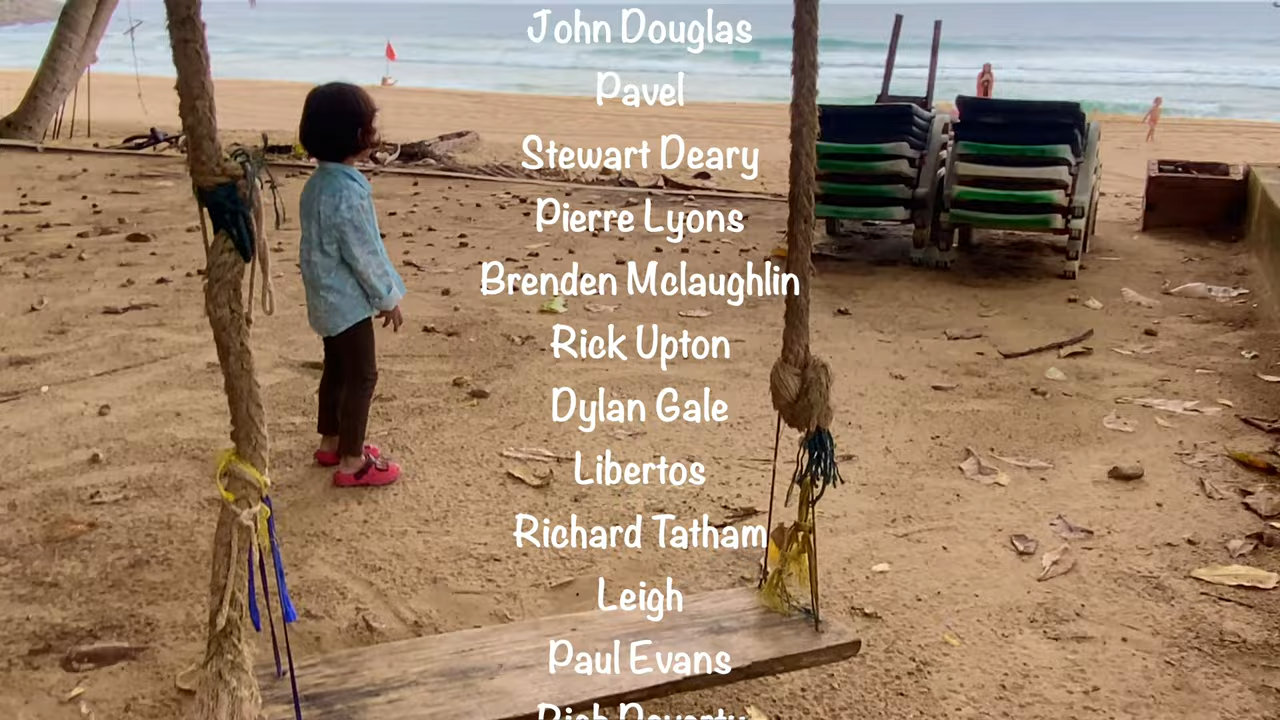 John Douglas
Pavel
Stewart Deary
Pierre Lyons
Brenden Mclaughlin
Rick Upton
Dylan Gale
Libertos
Richard Tatham
Leigh
Paul Evans